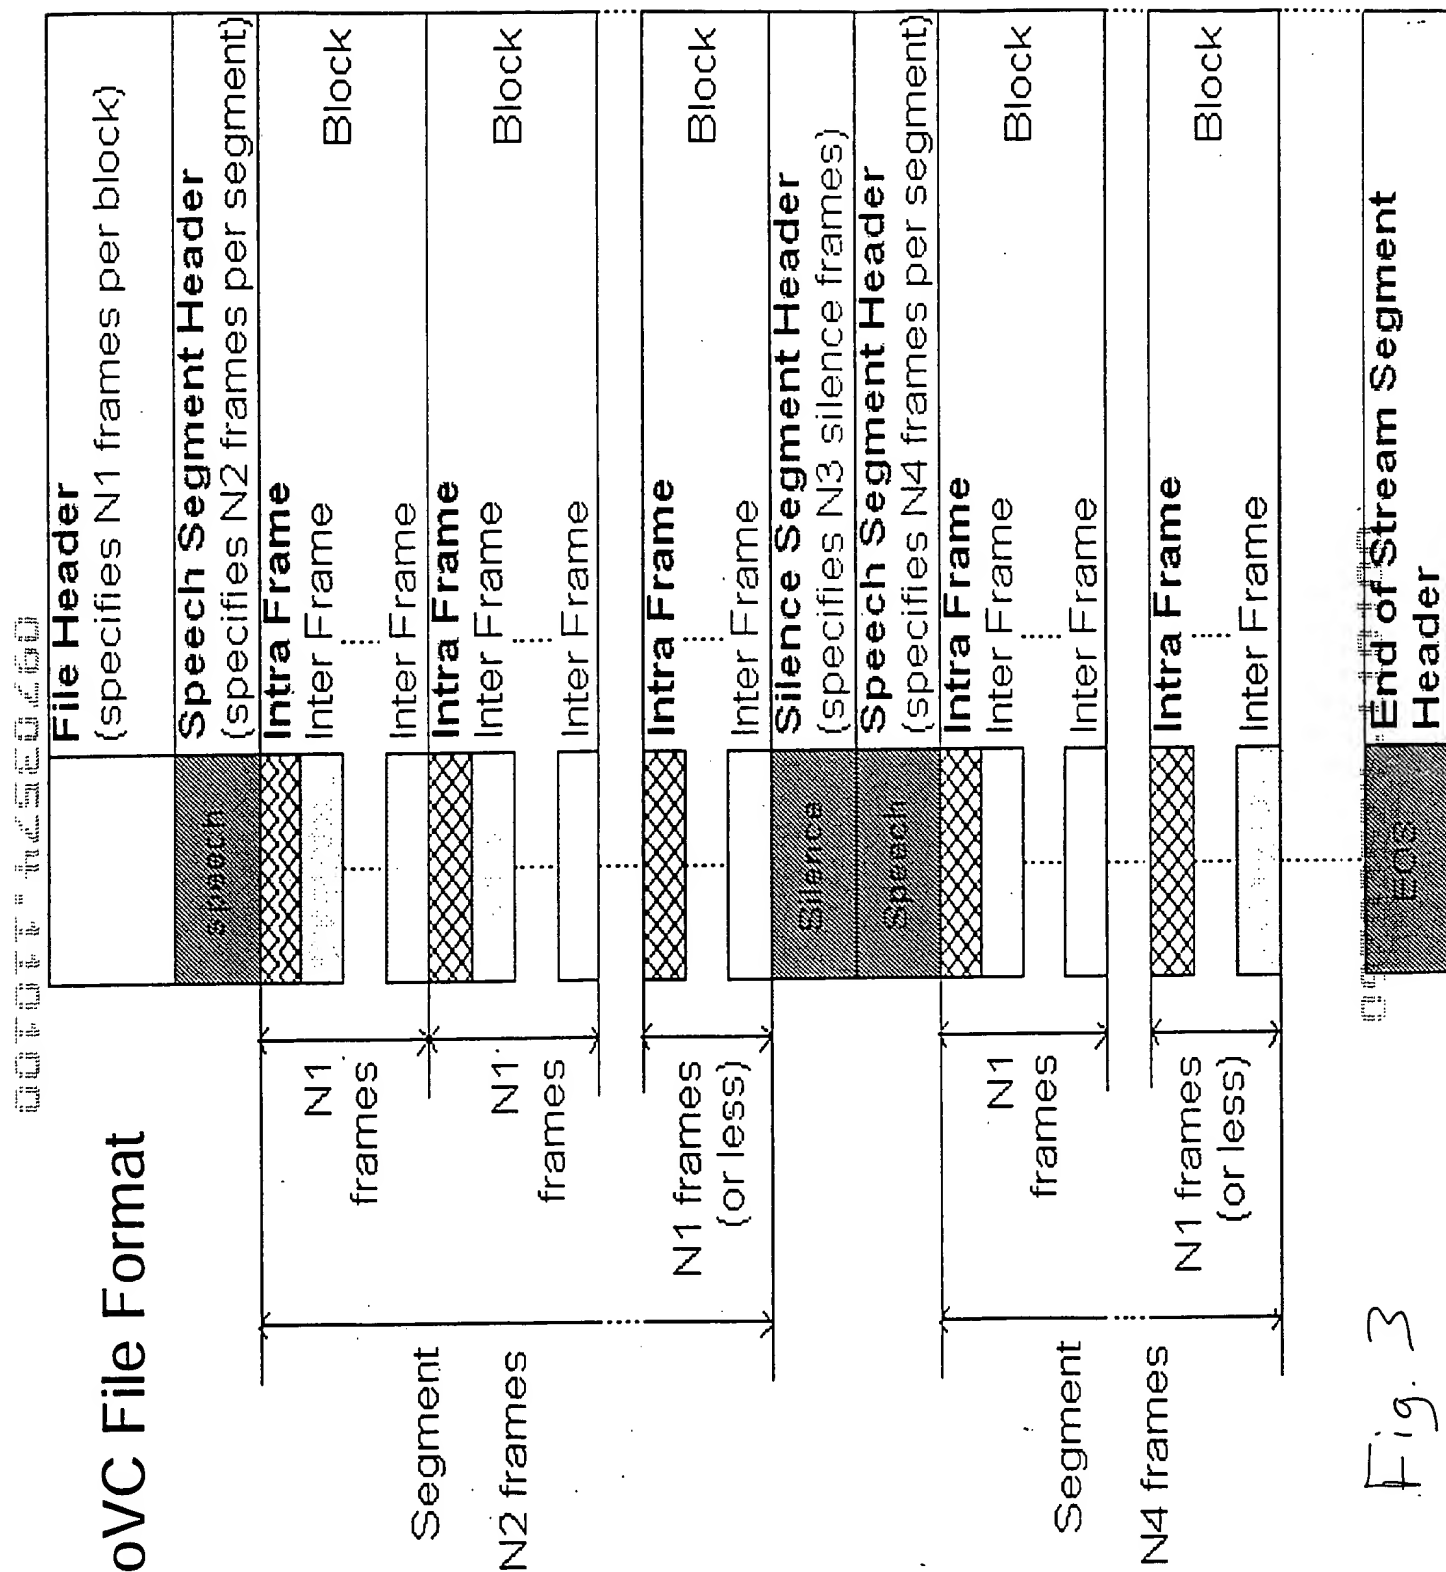 oVC File Format
File Header
(specifies N1 frames per block)
speech
Speech Segment Header
(specifies N2 frames per segment)
Segment
N2 frames
N1
frames
Intra Frame
Inter Frame
Block
Inter Frame
N1
frames
Intra Frame
Inter Frame
Block
Inter Frame
N1 frames
(or less)
Intra Frame
Block
Inter Frame
Silence
Silence Segment Header
(specifies N3 silence frames)
Speech
Speech Segment Header
(specifies N4 frames per segment)
Segment
N4 frames
N1
frames
Intra Frame
Inter Frame
Block
Inter Frame
N1 frames
(or less)
Intra Frame
Block
Inter Frame
EOS
End of Stream Segment
Header
Fig. 3